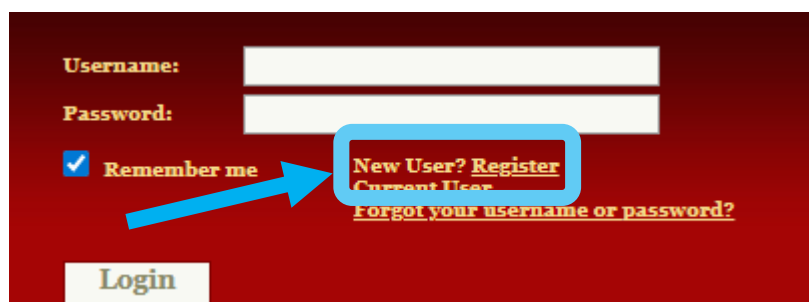 Username:
Password:
Remember me
New User? Register
Current User
Forgot your username or password?
Login